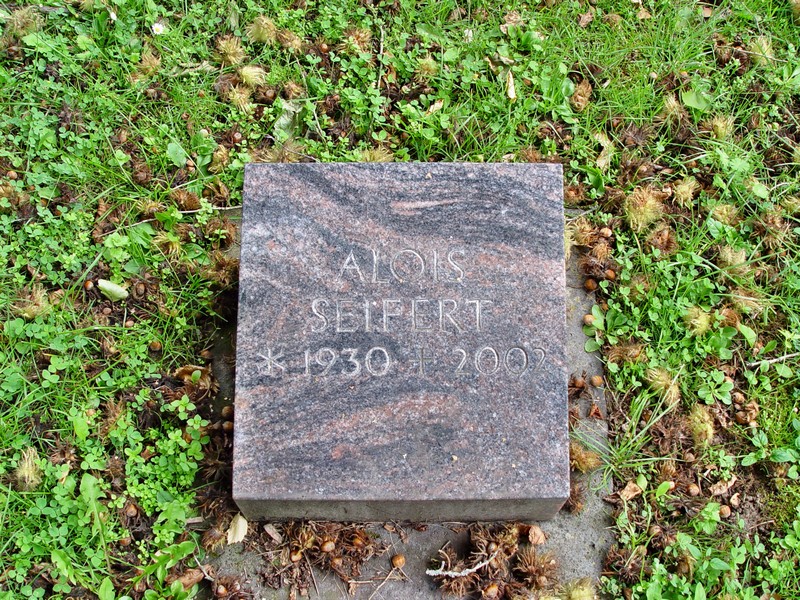 ALOIS
SEIFERT
* 1930 † 2002